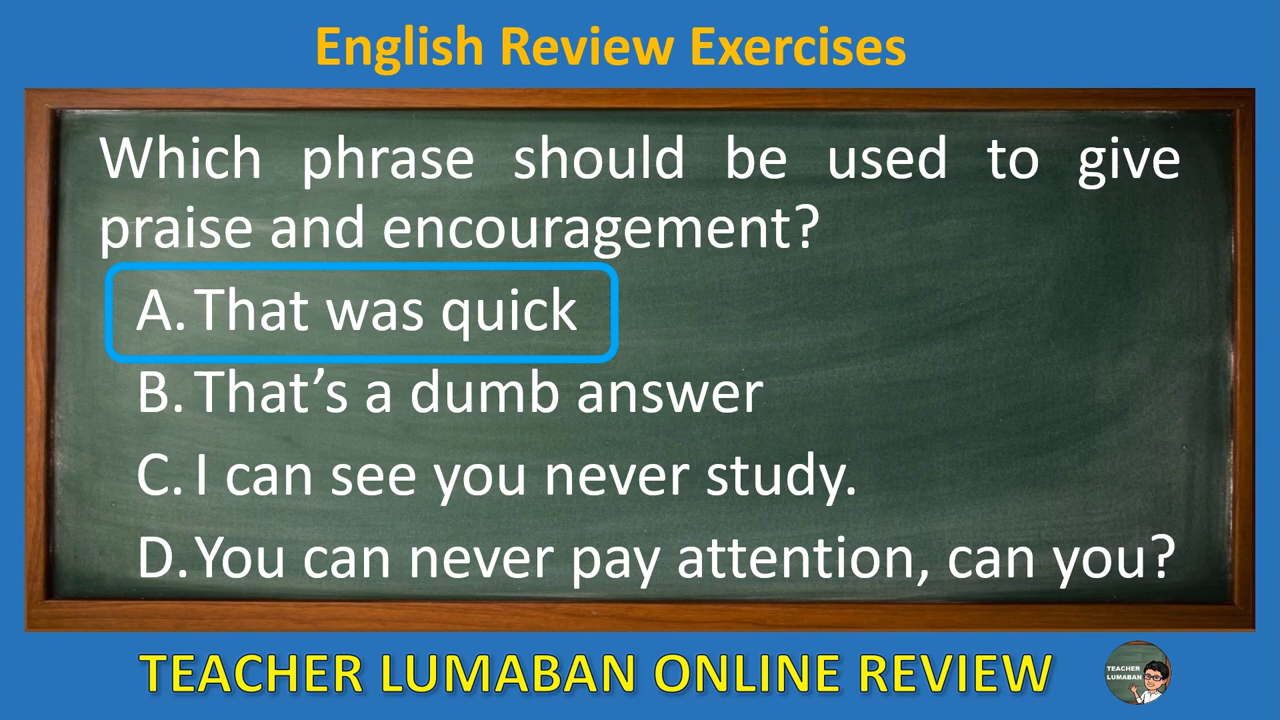 English Review Exercises
Which phrase should be used to give
praise and encouragement?
A. That was quick
B. That’s a dumb answer
C. I can see you never study.
D. You can never pay attention, can you?
TEACHER LUMABAN ONLINE REVIEW
TEACHER
LUMABAN